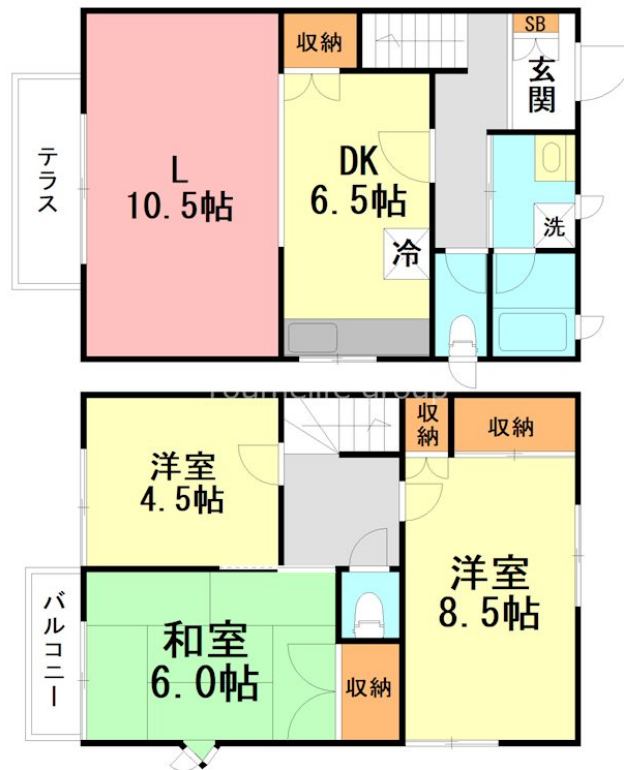 収納
SB
玄関
テラス
L
10.5帖
DK
6.5帖
冷
洗
洋室
4.5帖
収納
収納
洋室
8.5帖
バルコニー
和室
6.0帖
収納